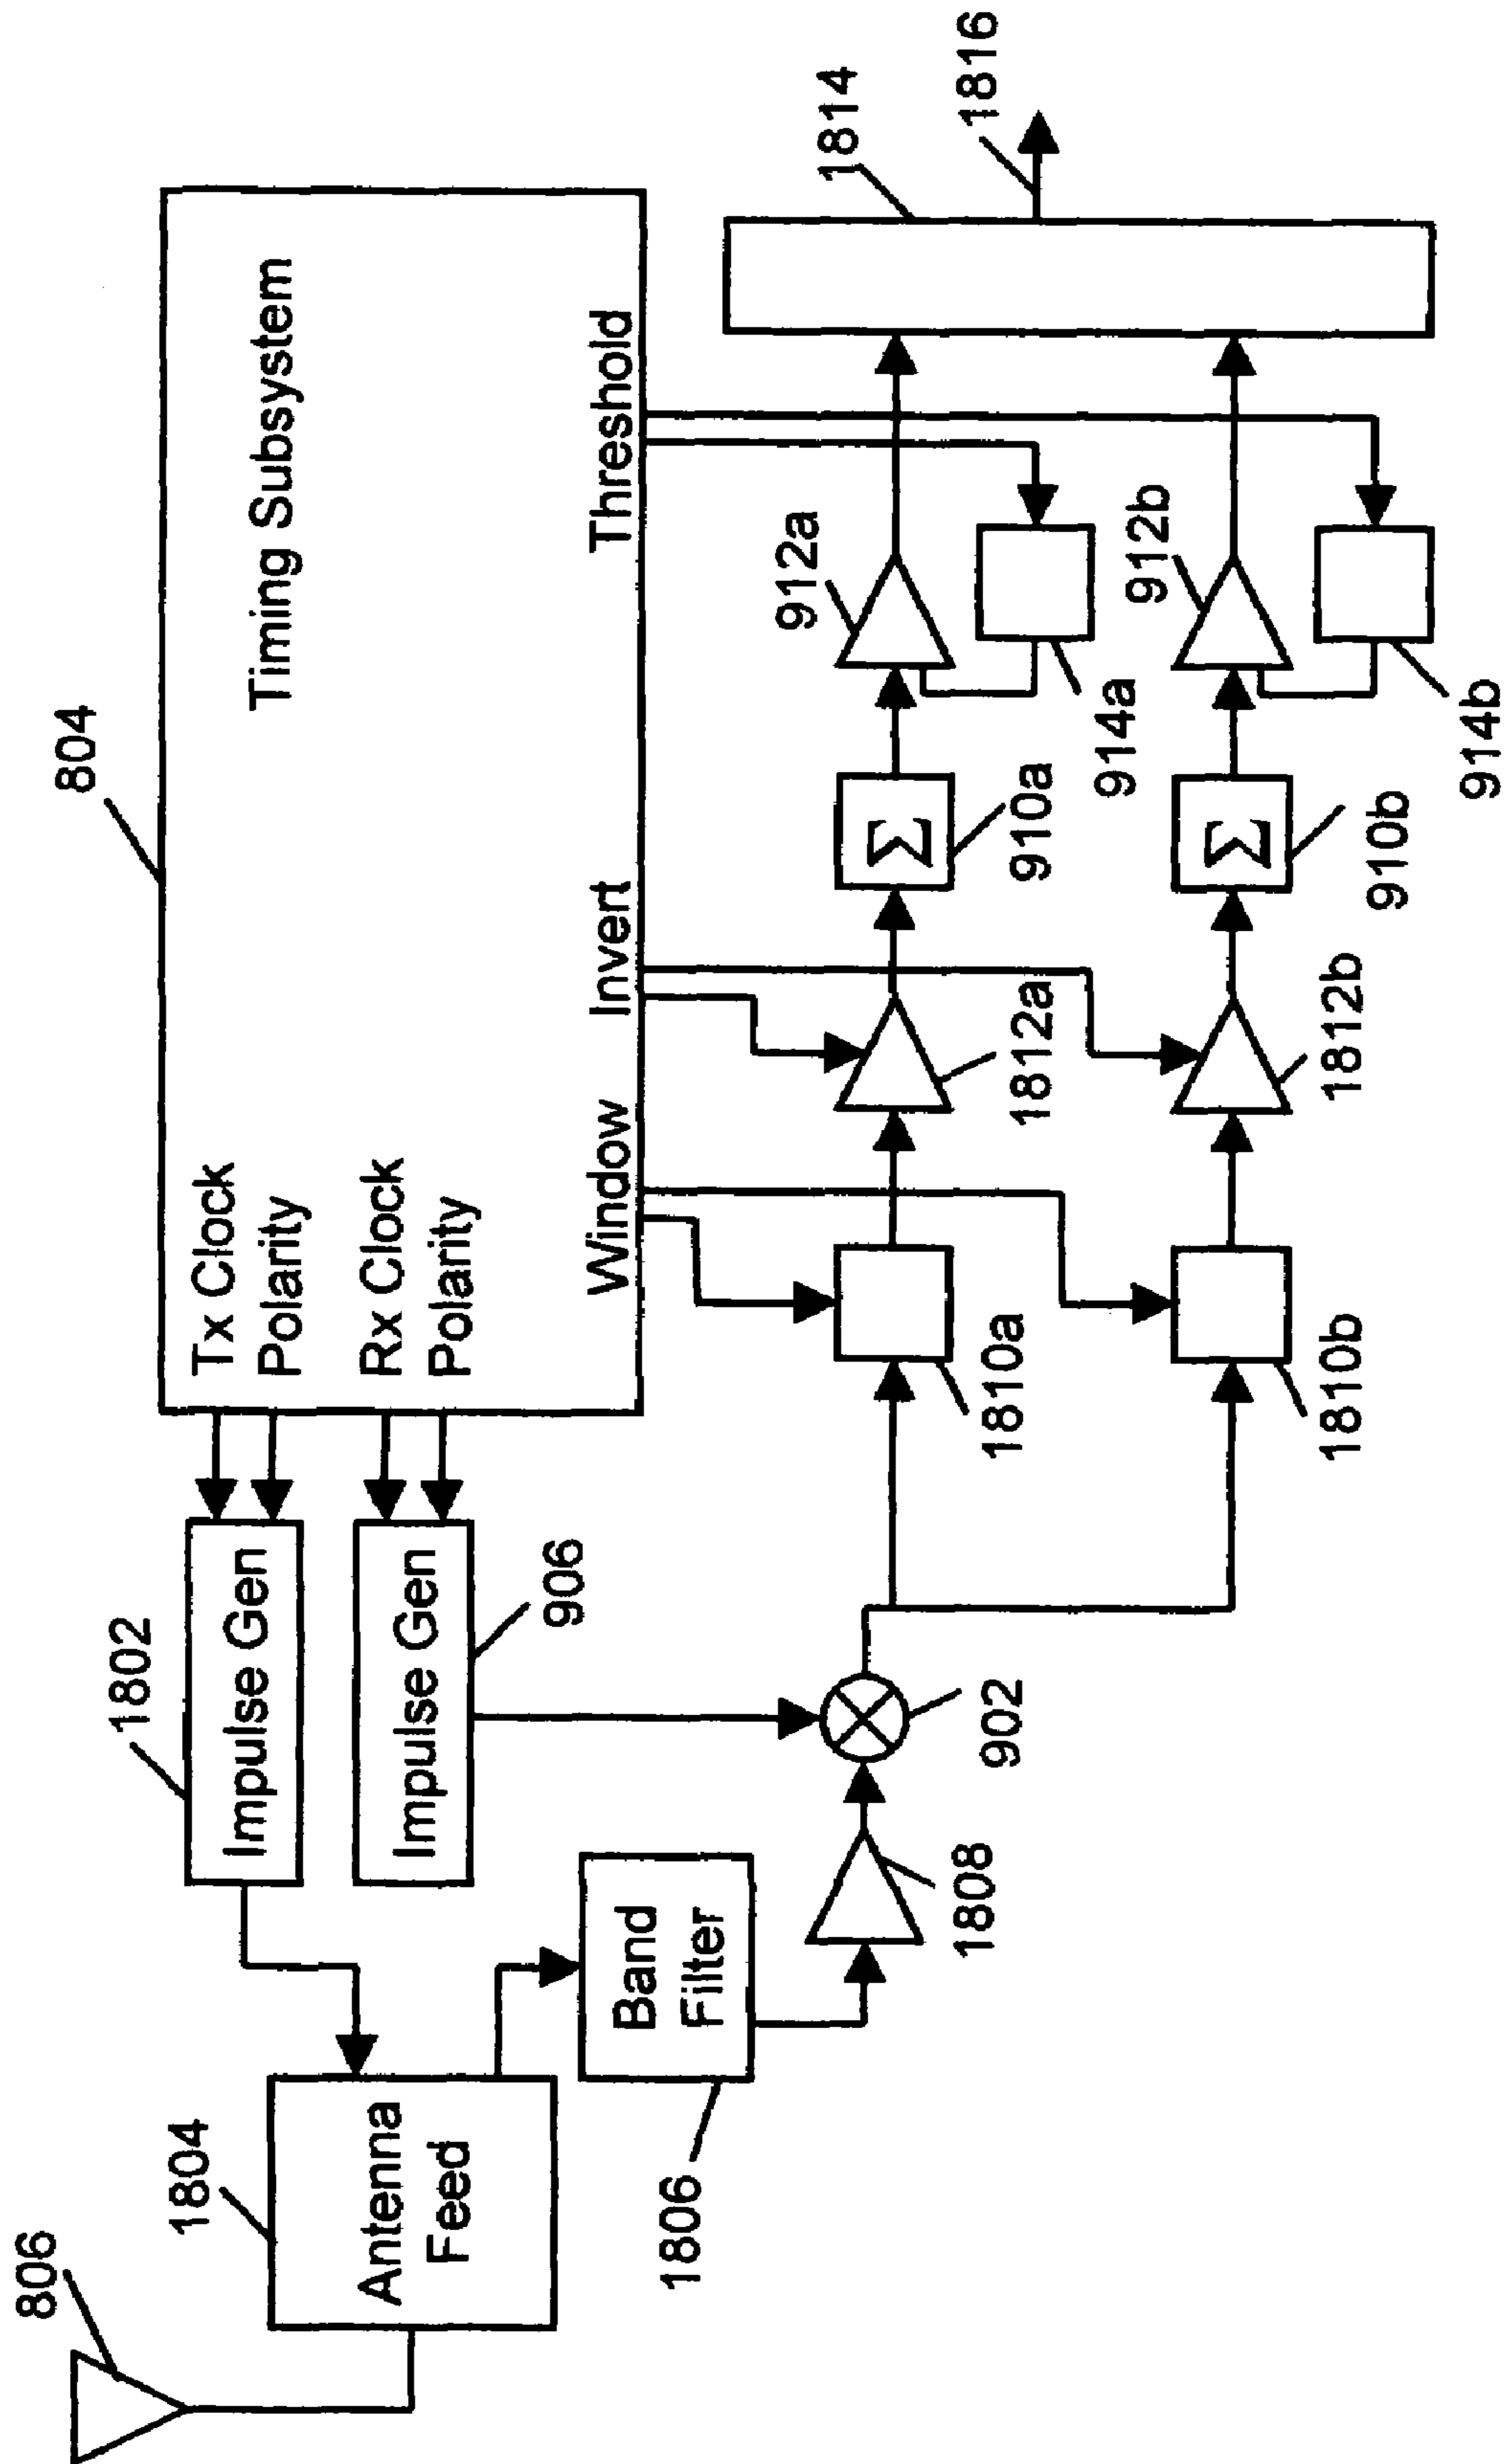 806
1804
Antenna
Feed
1802
Impulse Gen
Impulse Gen
906
804
Tx Clock
Polarity
Rx Clock
Polarity
Timing Subsystem
Window
Invert
Threshold
Band
Filter
1806
1808
902
1810a
1812a
Σ
910a
912a
914a
1810b
1812b
Σ
910b
912b
914b
1814
1816